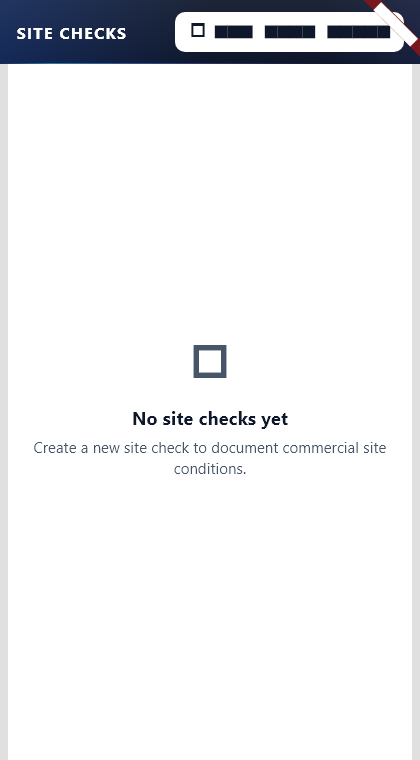 SITE CHECKS
No site checks yet
Create a new site check to document commercial site
conditions.